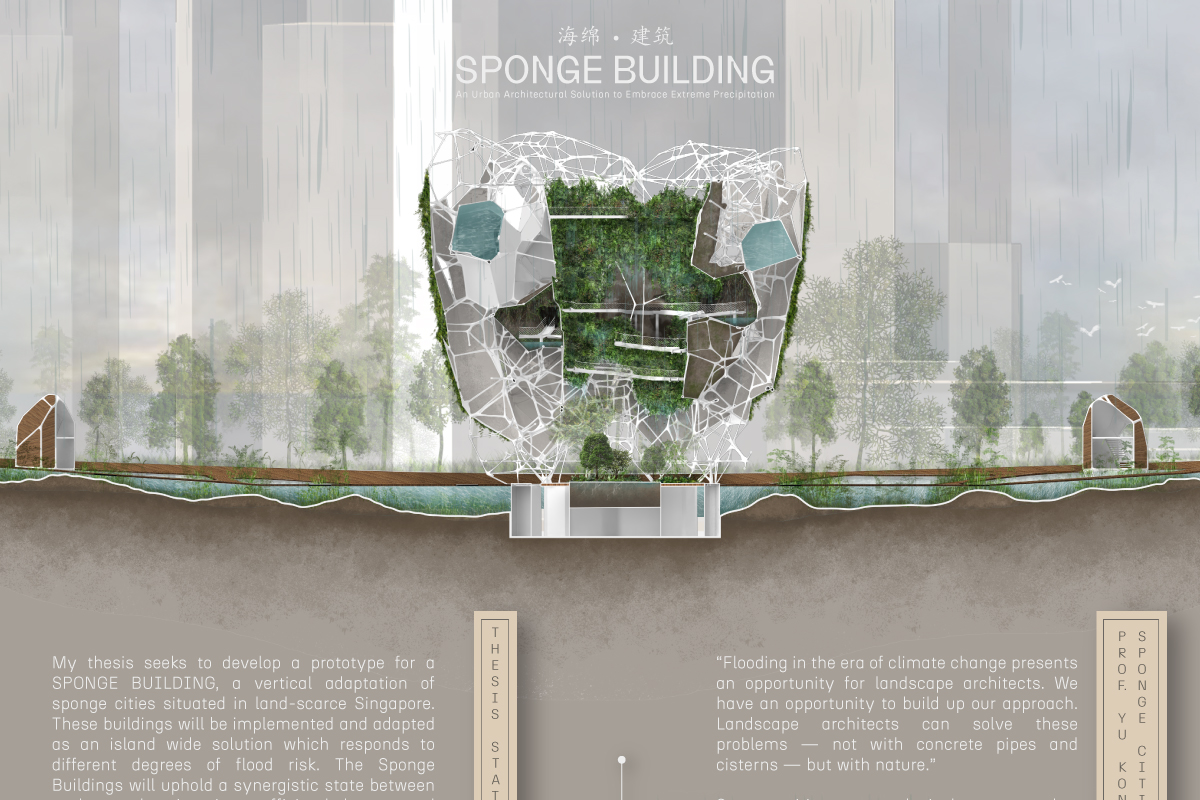 海绵 • 建筑
SPONGE BUILDING
An Urban Architectural Solution to Embrace Extreme Precipitation
My thesis seeks to develop a prototype for a
SPONGE BUILDING, a vertical adaptation of
sponge cities situated in land-scarce Singapore.
These buildings will be implemented and adapted
as an island wide solution which responds to
different degrees of flood risk. The Sponge
Buildings will uphold a synergistic state between
THESIS STAT
“Flooding in the era of climate change presents
an opportunity for landscape architects. We
have an opportunity to build up our approach.
Landscape architects can solve these
problems — not with concrete pipes and
cisterns — but with nature.”
SPONGE CITI
PROF. YU KON